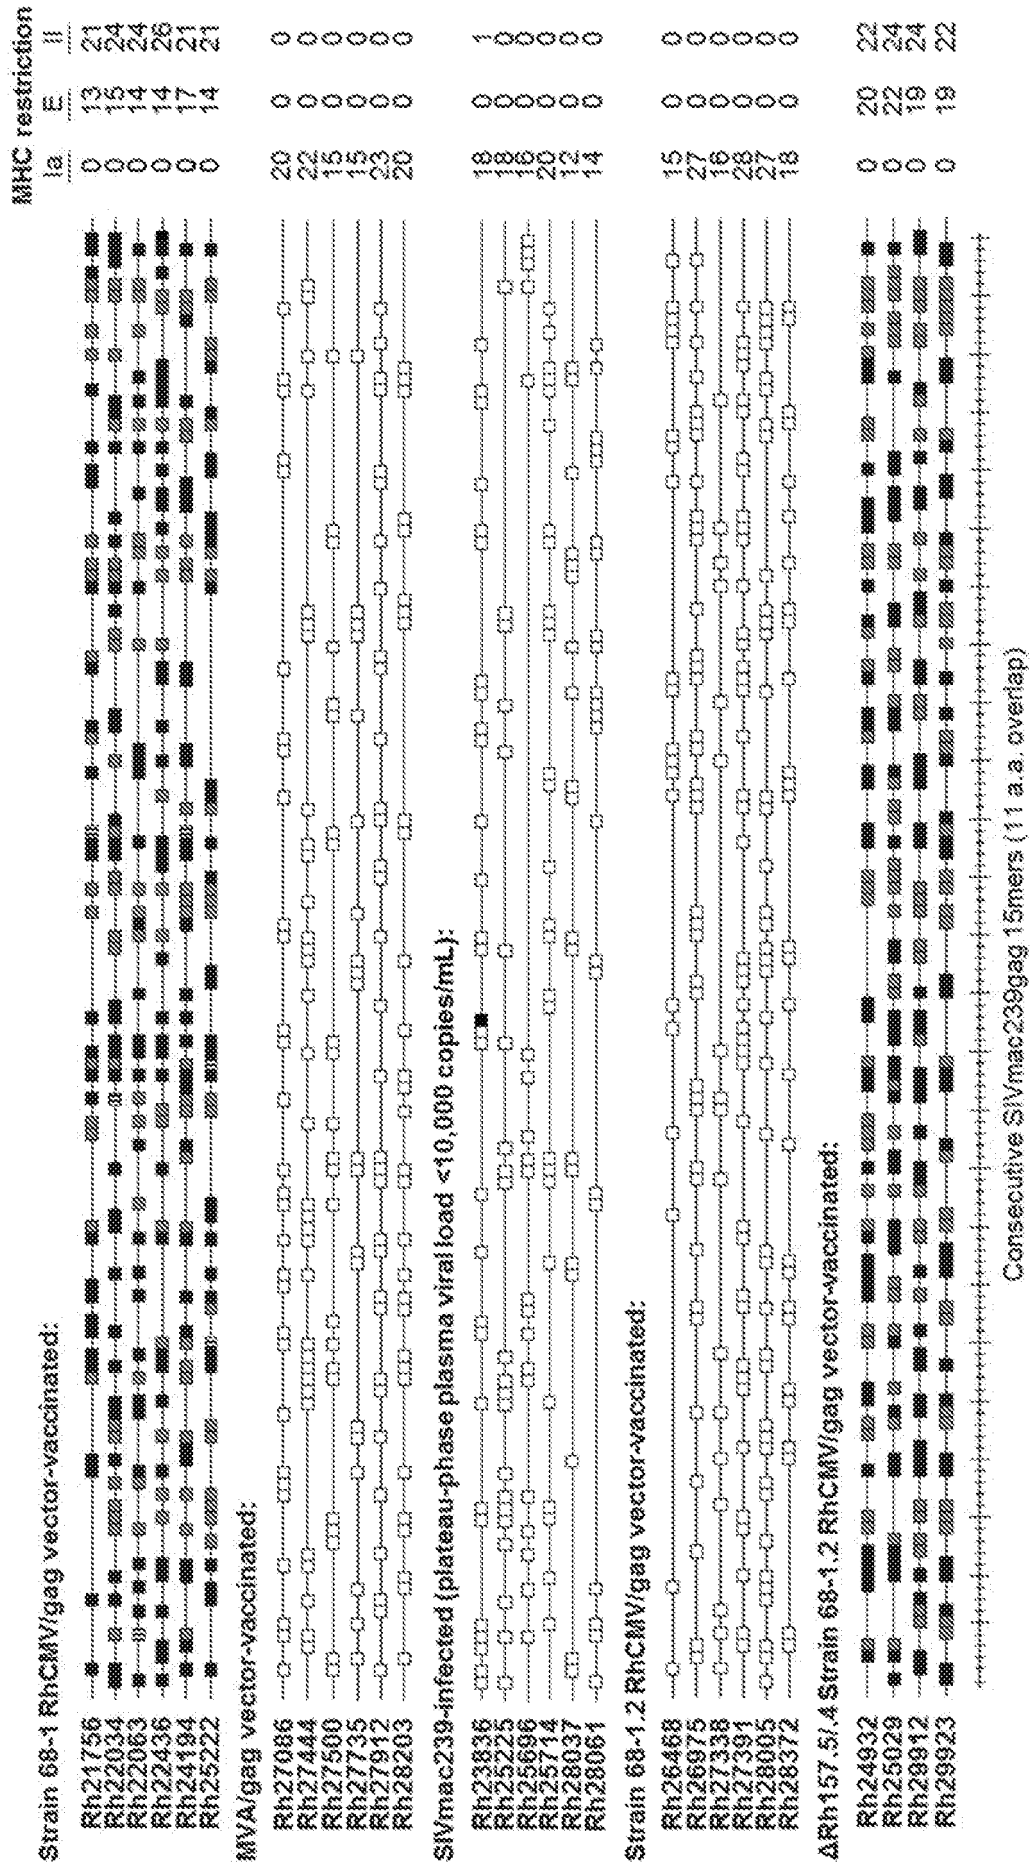 MHC restriction
Ia E II
Strain 68-1 RhCMV/gag vector-vaccinated:
Rh21756 0 13 21
Rh22034 0 15 24
Rh22063 0 14 24
Rh22436 0 14 26
Rh24194 0 17 21
Rh25222 0 14 21
MVA/gag vector-vaccinated:
Rh27086 20 0 0
Rh27444 22 0 0
Rh27500 15 0 0
Rh27735 15 0 0
Rh27912 23 0 0
Rh28203 20 0 0
SIVmac239-infected (plateau-phase plasma viral load <10,000 copies/mL):
Rh23836 18 0 1
Rh25225 18 0 0
Rh25696 16 0 0
Rh25714 20 0 0
Rh28037 12 0 0
Rh28061 14 0 0
Strain 68-1.2 RhCMV/gag vector-vaccinated:
Rh26468 15 0 0
Rh26975 27 0 0
Rh27338 16 0 0
Rh27391 28 0 0
Rh28005 27 0 0
Rh28372 18 0 0
ΔRh157.5/.4 Strain 68-1.2 RhCMV/gag vector-vaccinated:
Rh24932 0 20 22
Rh25029 0 22 24
Rh29912 0 19 24
Rh29923 0 19 22
Consecutive SIVmac239gag 15mers (11 a.a. overlap)